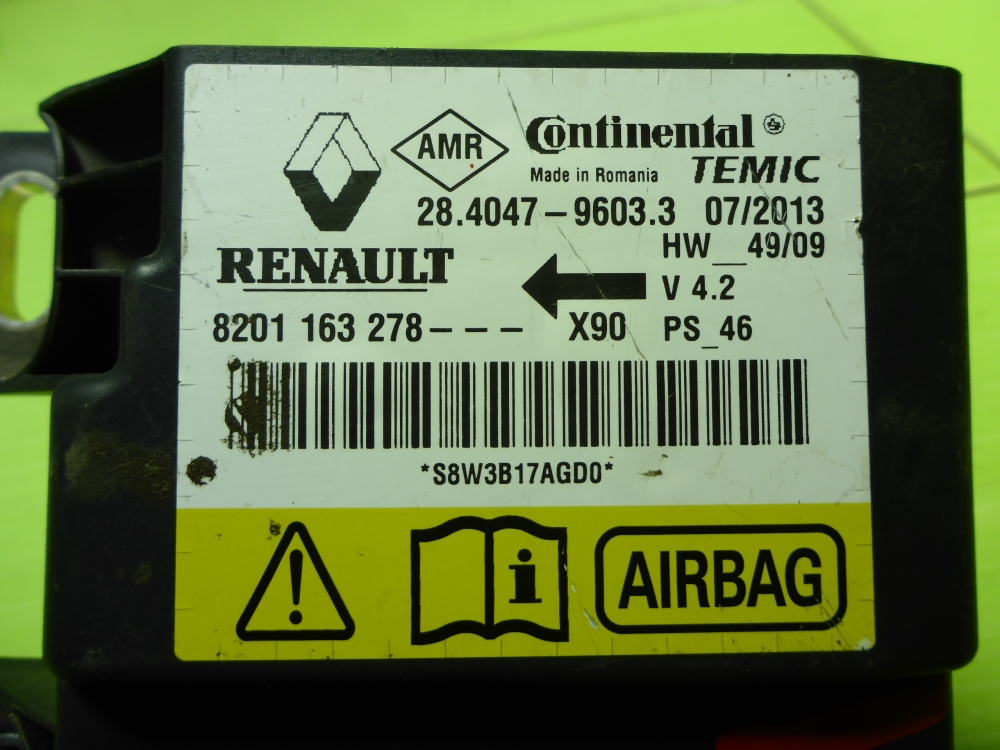 AMR Continental
Made in Romania TEMIC
28.4047-9603.3 07/2013
HW__49/09
RENAULT
V 4.2
8201 163 278--- X90 PS_46
*S8W3B17AGD0*
! i AIRBAG